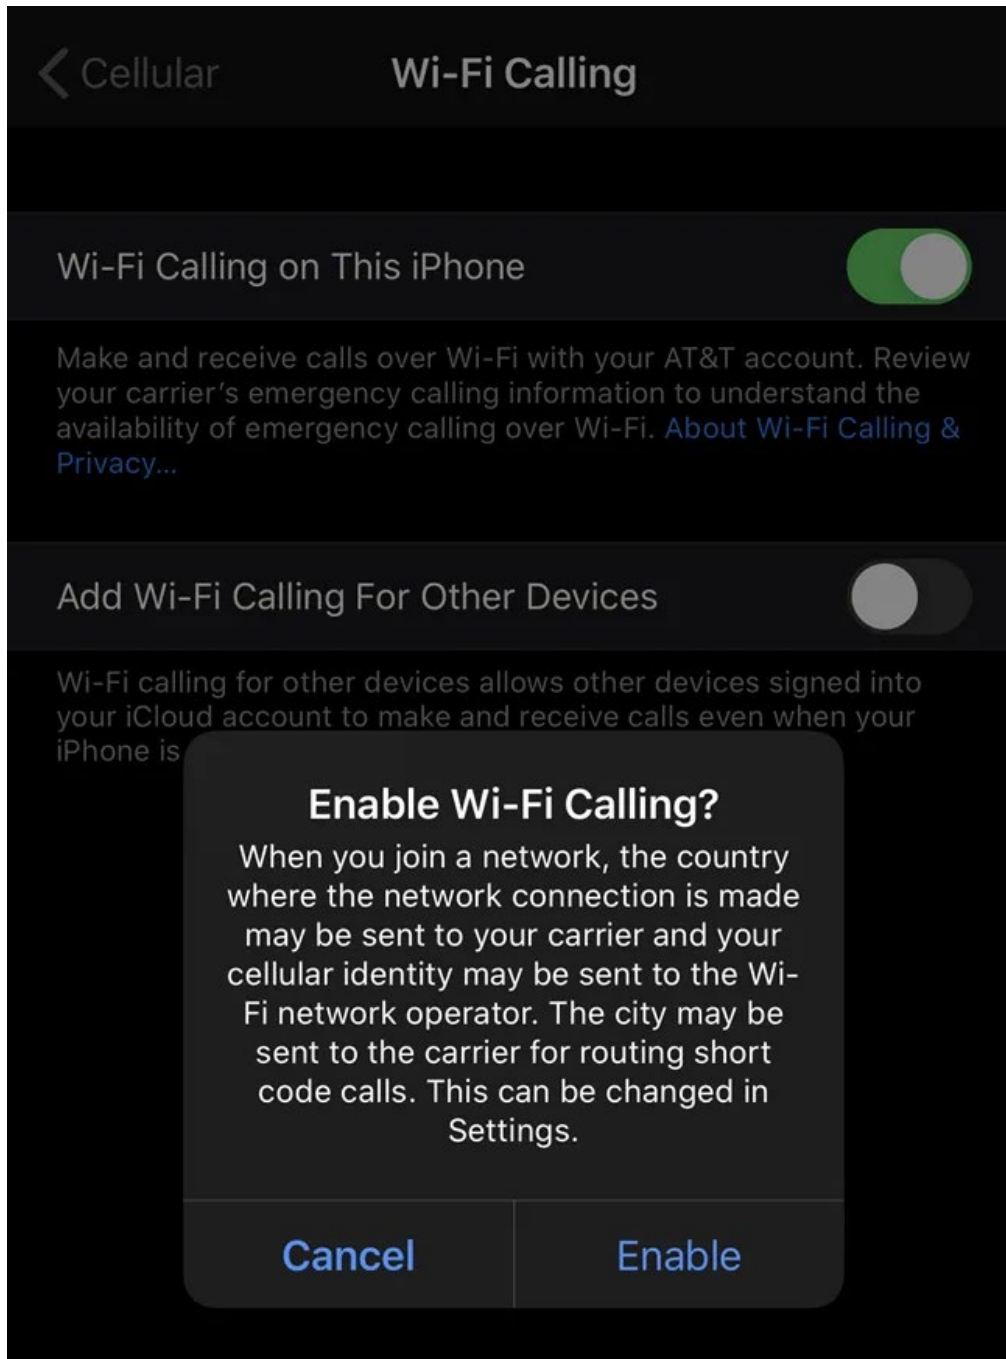 Cellular
Wi-Fi Calling
Wi-Fi Calling on This iPhone
Make and receive calls over Wi-Fi with your AT&T account. Review
your carrier's emergency calling information to understand the
availability of emergency calling over Wi-Fi. About Wi-Fi Calling &
Privacy...
Add Wi-Fi Calling For Other Devices
Wi-Fi calling for other devices allows other devices signed into
your iCloud account to make and receive calls even when your
iPhone is
Enable Wi-Fi Calling?
When you join a network, the country
where the network connection is made
may be sent to your carrier and your
cellular identity may be sent to the Wi-
Fi network operator. The city may be
sent to the carrier for routing short
code calls. This can be changed in
Settings.
Cancel
Enable